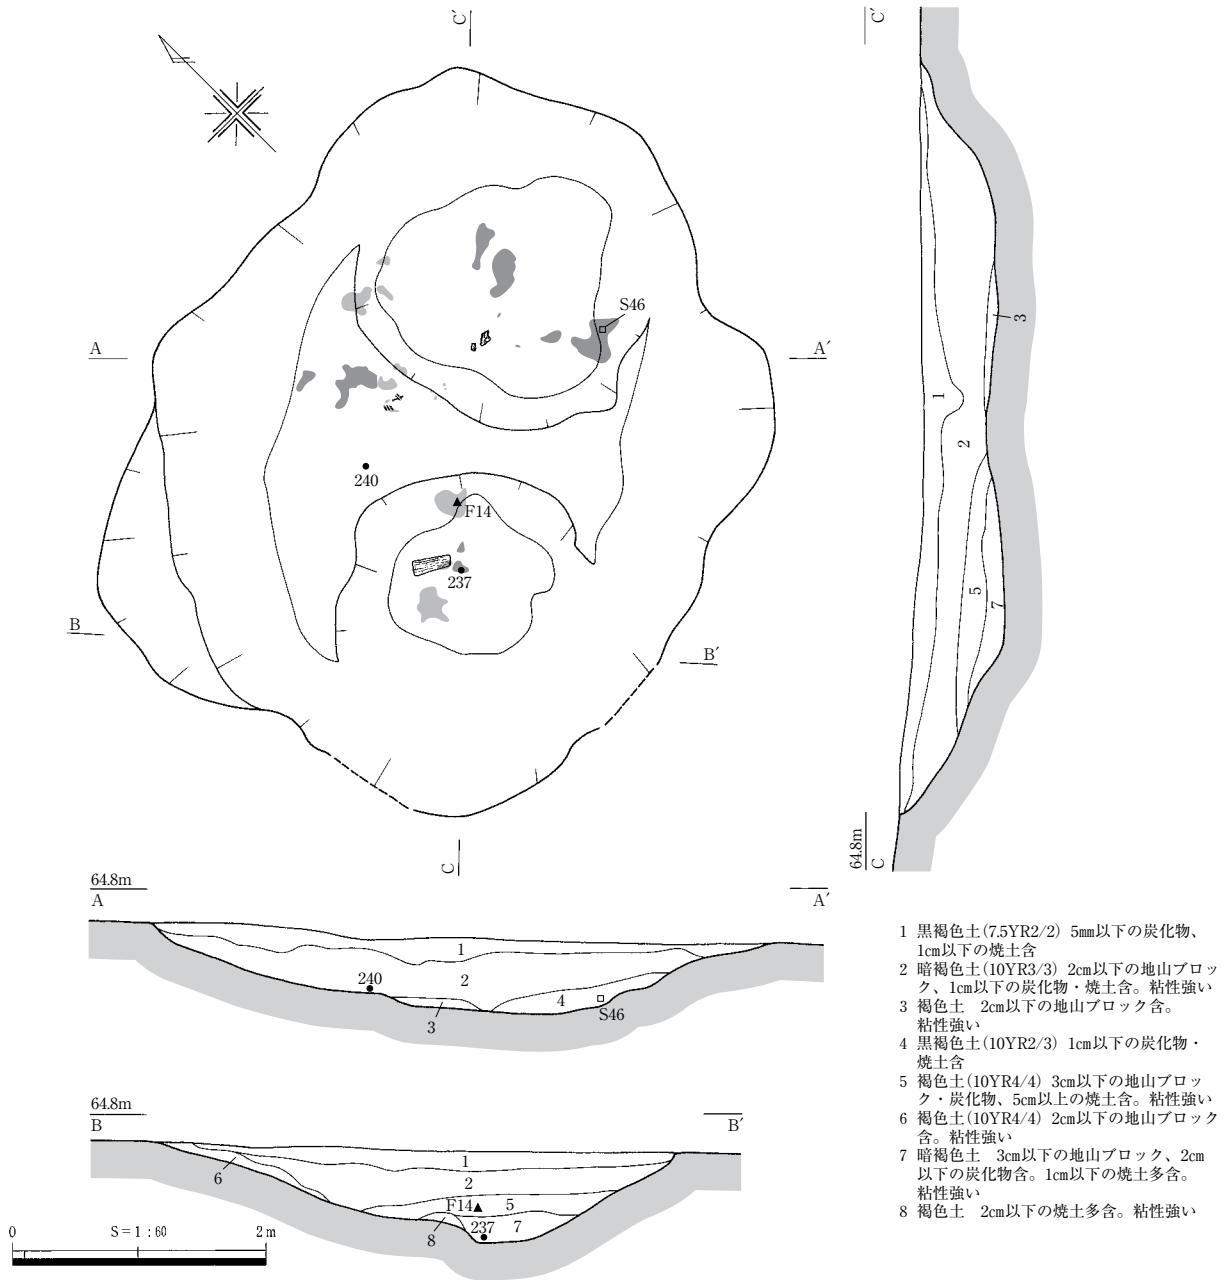 C′
C′
S46
A
A′
240
F14
237
B
B′
C
64.8m
C
1
2
3
5
7
64.8m
A
A′
1
240
2
4
S46
3
64.8m
B
B′
1
2
6
5
F14
237
7
8
0
S=1:60
2m
1 黒褐色土(7.5YR2/2) 5㎜以下の炭化物、
1㎝以下の焼土含
2 暗褐色土(10YR3/3) 2㎝以下の地山ブロッ
ク、1㎝以下の炭化物・焼土含。粘性強い
3 褐色土 2㎝以下の地山ブロック含。
粘性強い
4 黒褐色土(10YR2/3) 1㎝以下の炭化物・
焼土含
5 褐色土(10YR4/4) 3㎝以下の地山ブロッ
ク・炭化物、5㎝以上の焼土含。粘性強い
6 褐色土(10YR4/4) 2㎝以下の地山ブロック
含。粘性強い
7 暗褐色土 3㎝以下の地山ブロック、2㎝
以下の炭化物含。1㎝以下の焼土多含。
粘性強い
8 褐色土 2㎝以下の焼土多含。粘性強い